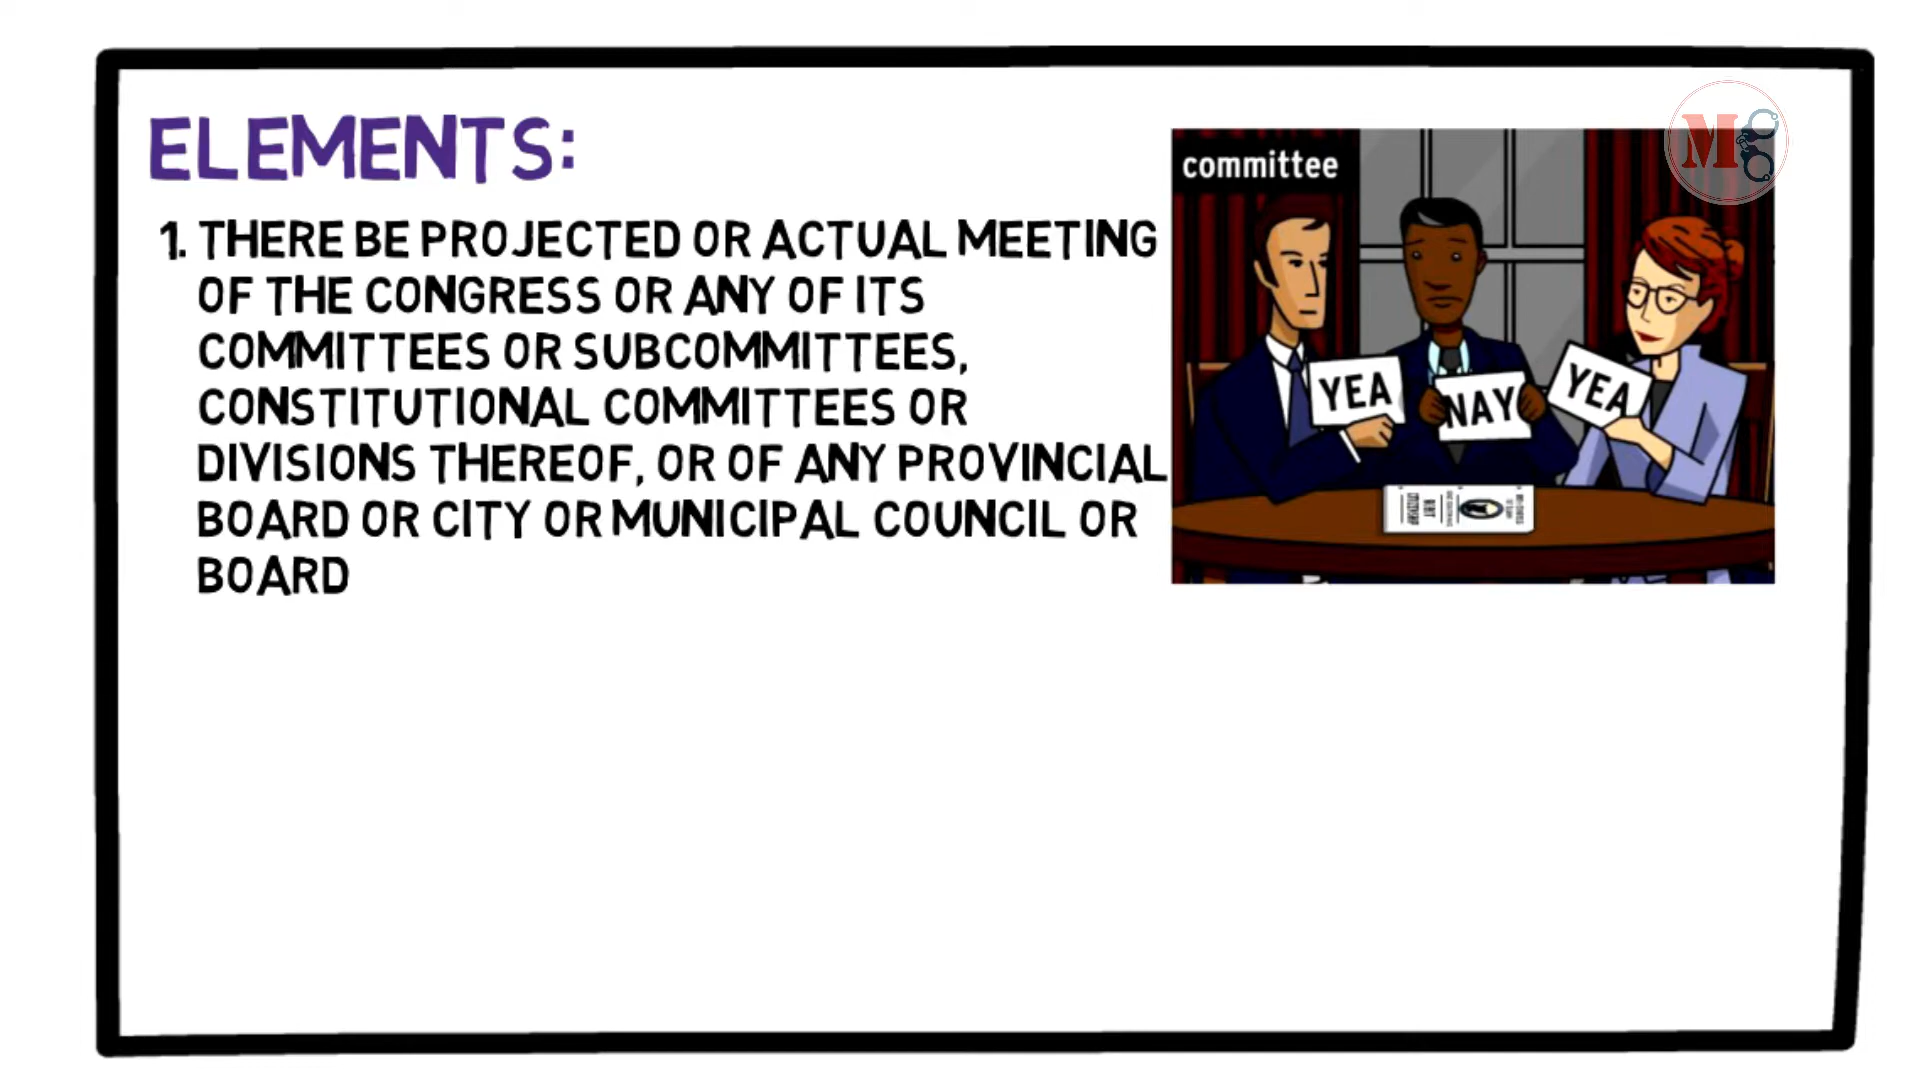 ELEMENTS:
1. THERE BE PROJECTED OR ACTUAL MEETING
OF THE CONGRESS OR ANY OF ITS
COMMITTEES OR SUBCOMMITTEES,
CONSTITUTIONAL COMMITTEES OR
DIVISIONS THEREOF, OR OF ANY PROVINCIAL
BOARD OR CITY OR MUNICIPAL COUNCIL OR
BOARD
committee
M
YEA
NAY
YEA